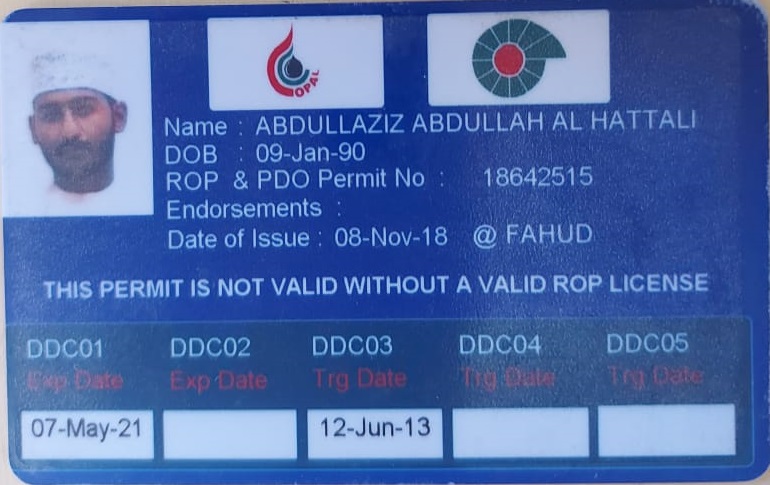 OPAL
Name : ABDULLAZIZ ABDULLAH AL HATTALI
DOB : 09-Jan-90
ROP & PDO Permit No : 18642515
Endorsements :
Date of Issue : 08-Nov-18 @ FAHUD
THIS PERMIT IS NOT VALID WITHOUT A VALID ROP LICENSE
DDC01 DDC02 DDC03 DDC04 DDC05
Exp Date Exp Date Trg Date Trg Date Trg Date
07-May-21 12-Jun-13